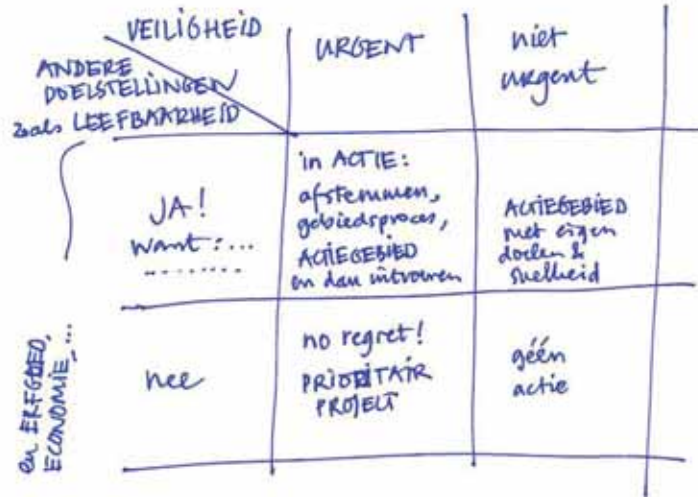 VEILIGHEID
ANDERE
DOELSTELLINGEN
zoals LEEFBAARHEID
URGENT
niet
urgent
JA!
want:...
.........
in ACTIE:
afstemmen,
gebiedsproces,
ACTIEGEBIED
en dan uitvoeren
ACTIEGEBIED
met eigen
doelen &
snelheid
en ERFGOED,
ECONOMIE, ...
nee
no regret!
PRIORITAIR
PROJECT
géén
actie